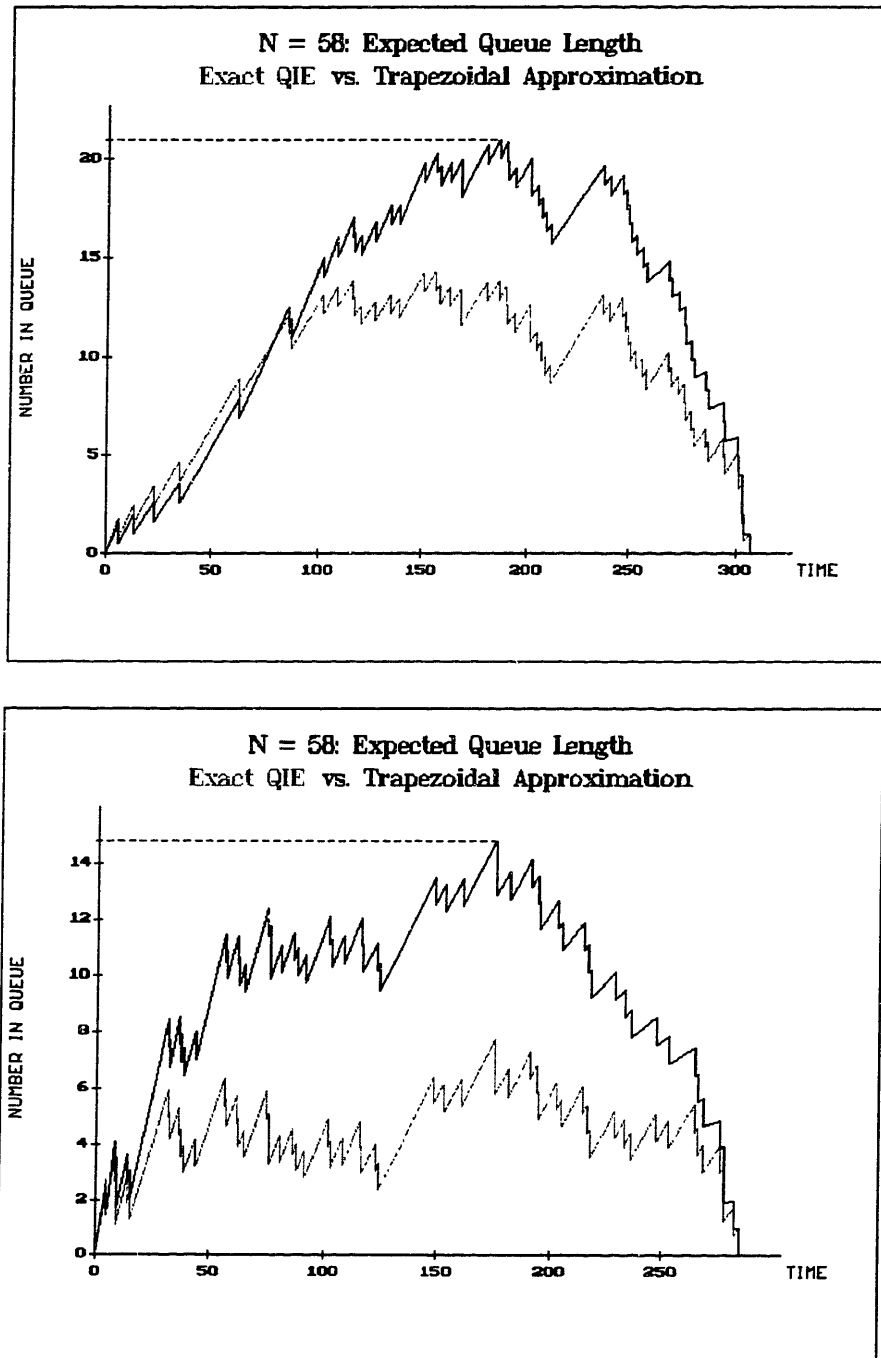 N = 58: Expected Queue Length
Exact QIE vs. Trapezoidal Approximation
NUMBER IN QUEUE
20
15
10
5
0
0 50 100 150 200 250 300 TIME
N = 58: Expected Queue Length
Exact QIE vs. Trapezoidal Approximation
NUMBER IN QUEUE
14
12
10
8
6
4
2
0
0 50 100 150 200 250 TIME